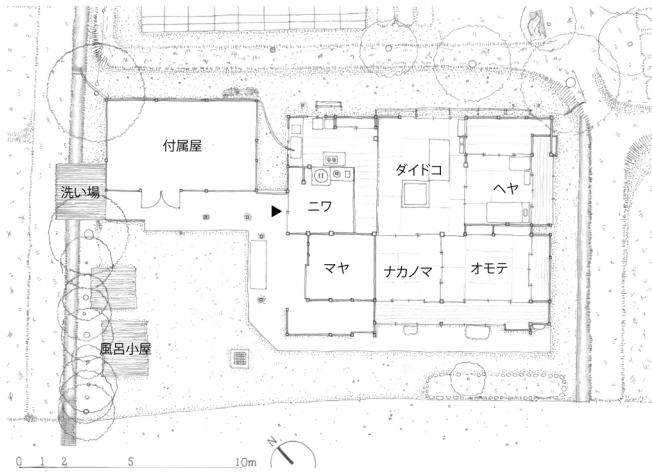 付属屋
洗い場
ダイドコ
ヘヤ
ニワ
マヤ
ナカノマ
オモテ
風呂小屋
0 1 2 5 10m
N